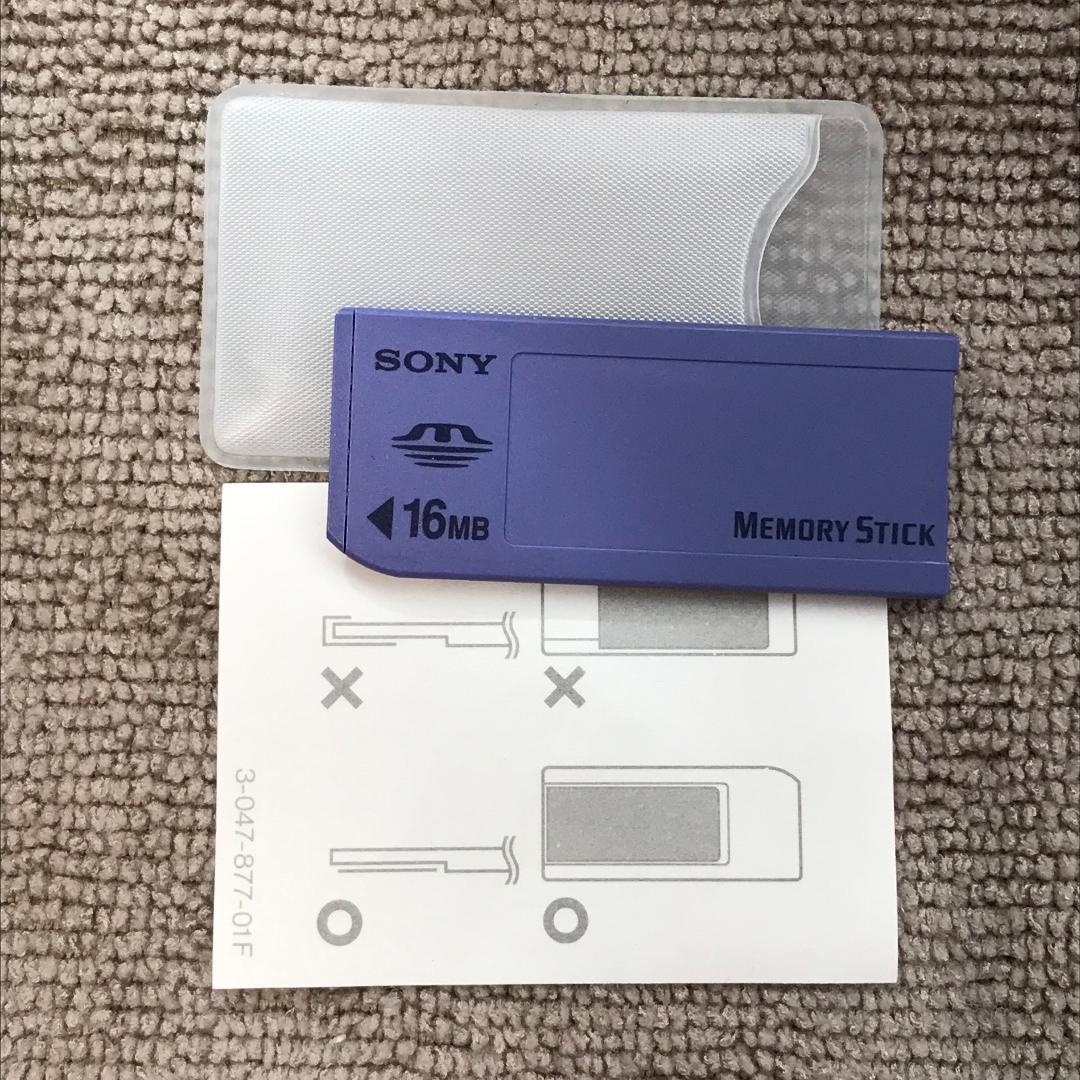 SONY
◀16MB
MEMORY STICK
3-047-877-01F